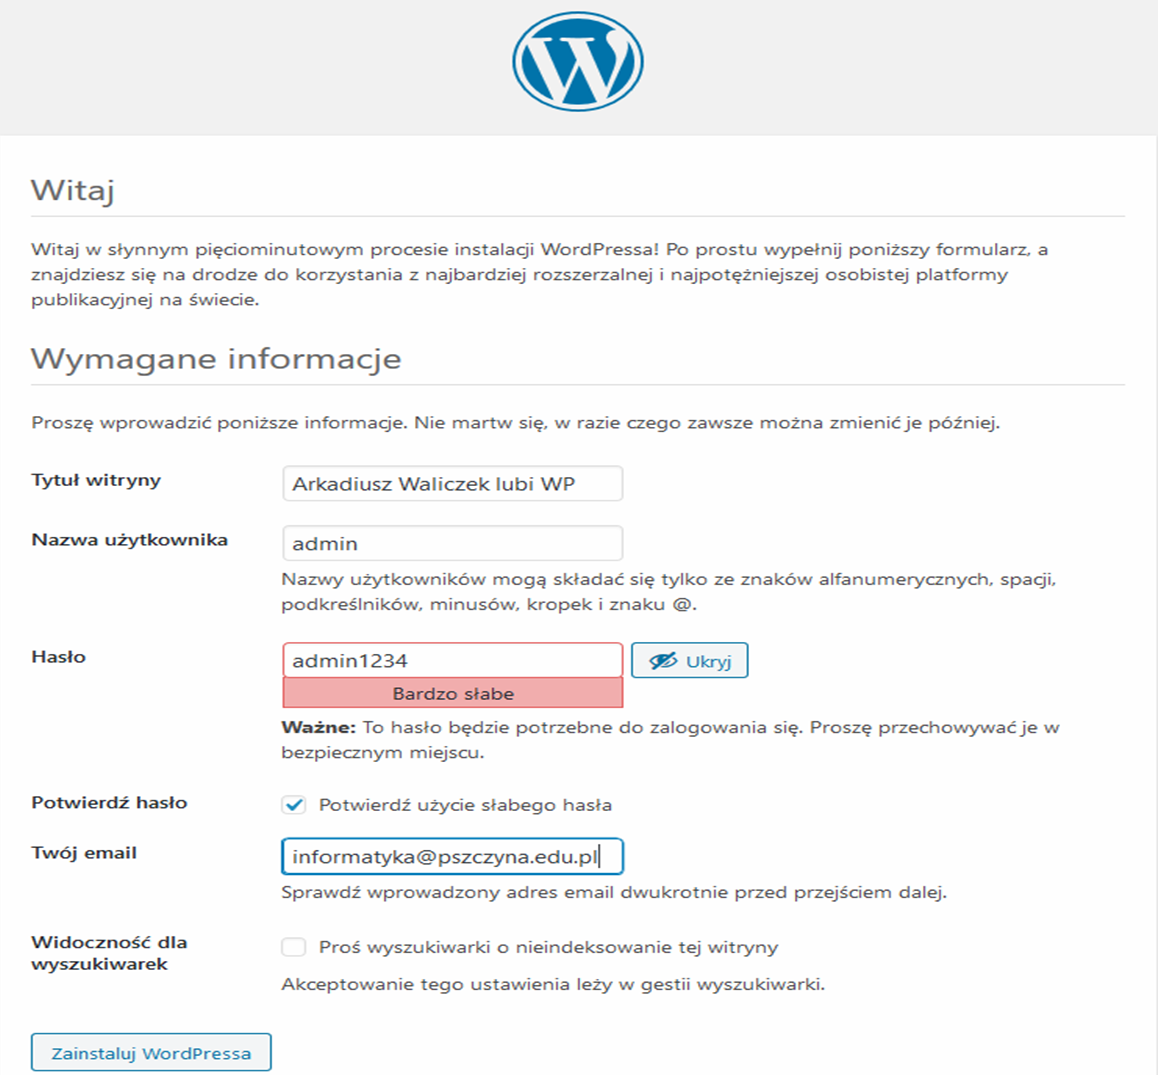 Witaj
Witaj w słynnym pięciominutowym procesie instalacji WordPressa! Po prostu wypełnij poniższy formularz, a
znajdziesz się na drodze do korzystania z najbardziej rozszerzalnej i najpotężniejszej osobistej platformy
publikacyjnej na świecie.
Wymagane informacje
Proszę wprowadzić poniższe informacje. Nie martw się, w razie czego zawsze można zmienić je później.
Tytuł witryny
Arkadiusz Waliczek lubi WP
Nazwa użytkownika
admin
Nazwy użytkowników mogą składać się tylko ze znaków alfanumerycznych, spacji,
podkreślników, minusów, kropek i znaku @.
Hasło
admin1234
Ukryj
Bardzo słabe
Ważne: To hasło będzie potrzebne do zalogowania się. Proszę przechowywać je w
bezpiecznym miejscu.
Potwierdź hasło
Potwierdź użycie słabego hasła
Twój email
informatyka@pszczyna.edu.pl
Sprawdź wprowadzony adres email dwukrotnie przed przejściem dalej.
Widoczność dla
wyszukiwarek
Proś wyszukiwarki o nieindeksowanie tej witryny
Akceptowanie tego ustawienia leży w gestii wyszukiwarki.
Zainstaluj WordPressa